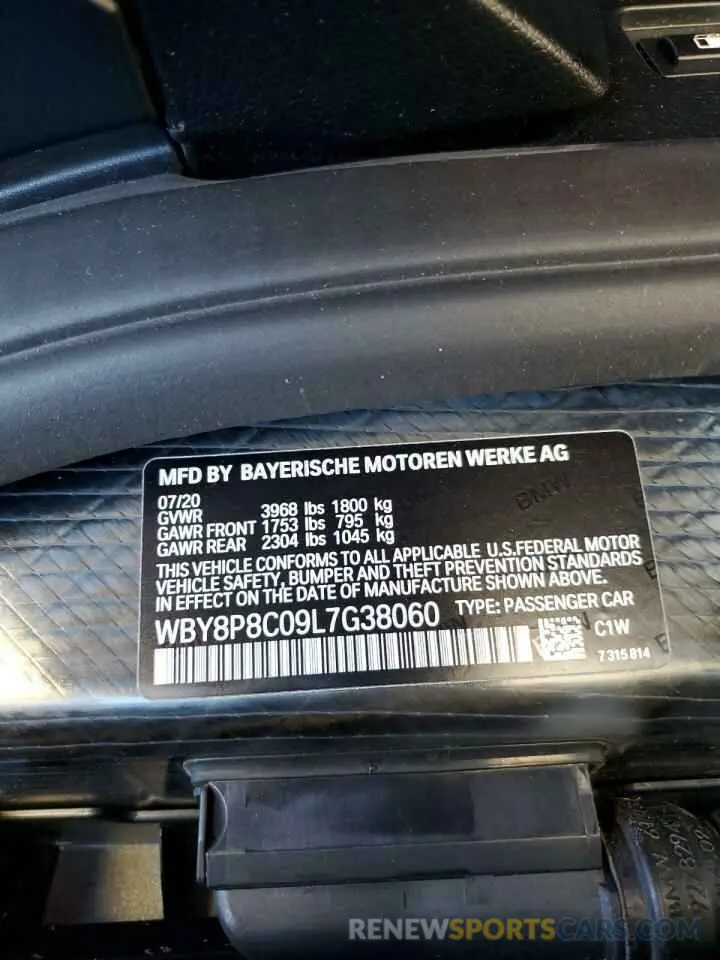 MFD BY BAYERISCHE MOTOREN WERKE AG
07/20
GVWR 3968 lbs 1800 kg
GAWR FRONT 1753 lbs 795 kg
GAWR REAR 2304 lbs 1045 kg
THIS VEHICLE CONFORMS TO ALL APPLICABLE U.S.FEDERAL MOTOR
VEHICLE SAFETY, BUMPER AND THEFT PREVENTION STANDARDS
IN EFFECT ON THE DATE OF MANUFACTURE SHOWN ABOVE.
WBY8P8C09L7G38060 TYPE: PASSENGER CAR
C1W
7 315 814
BMW
RENEWSPORTSCARS.COM